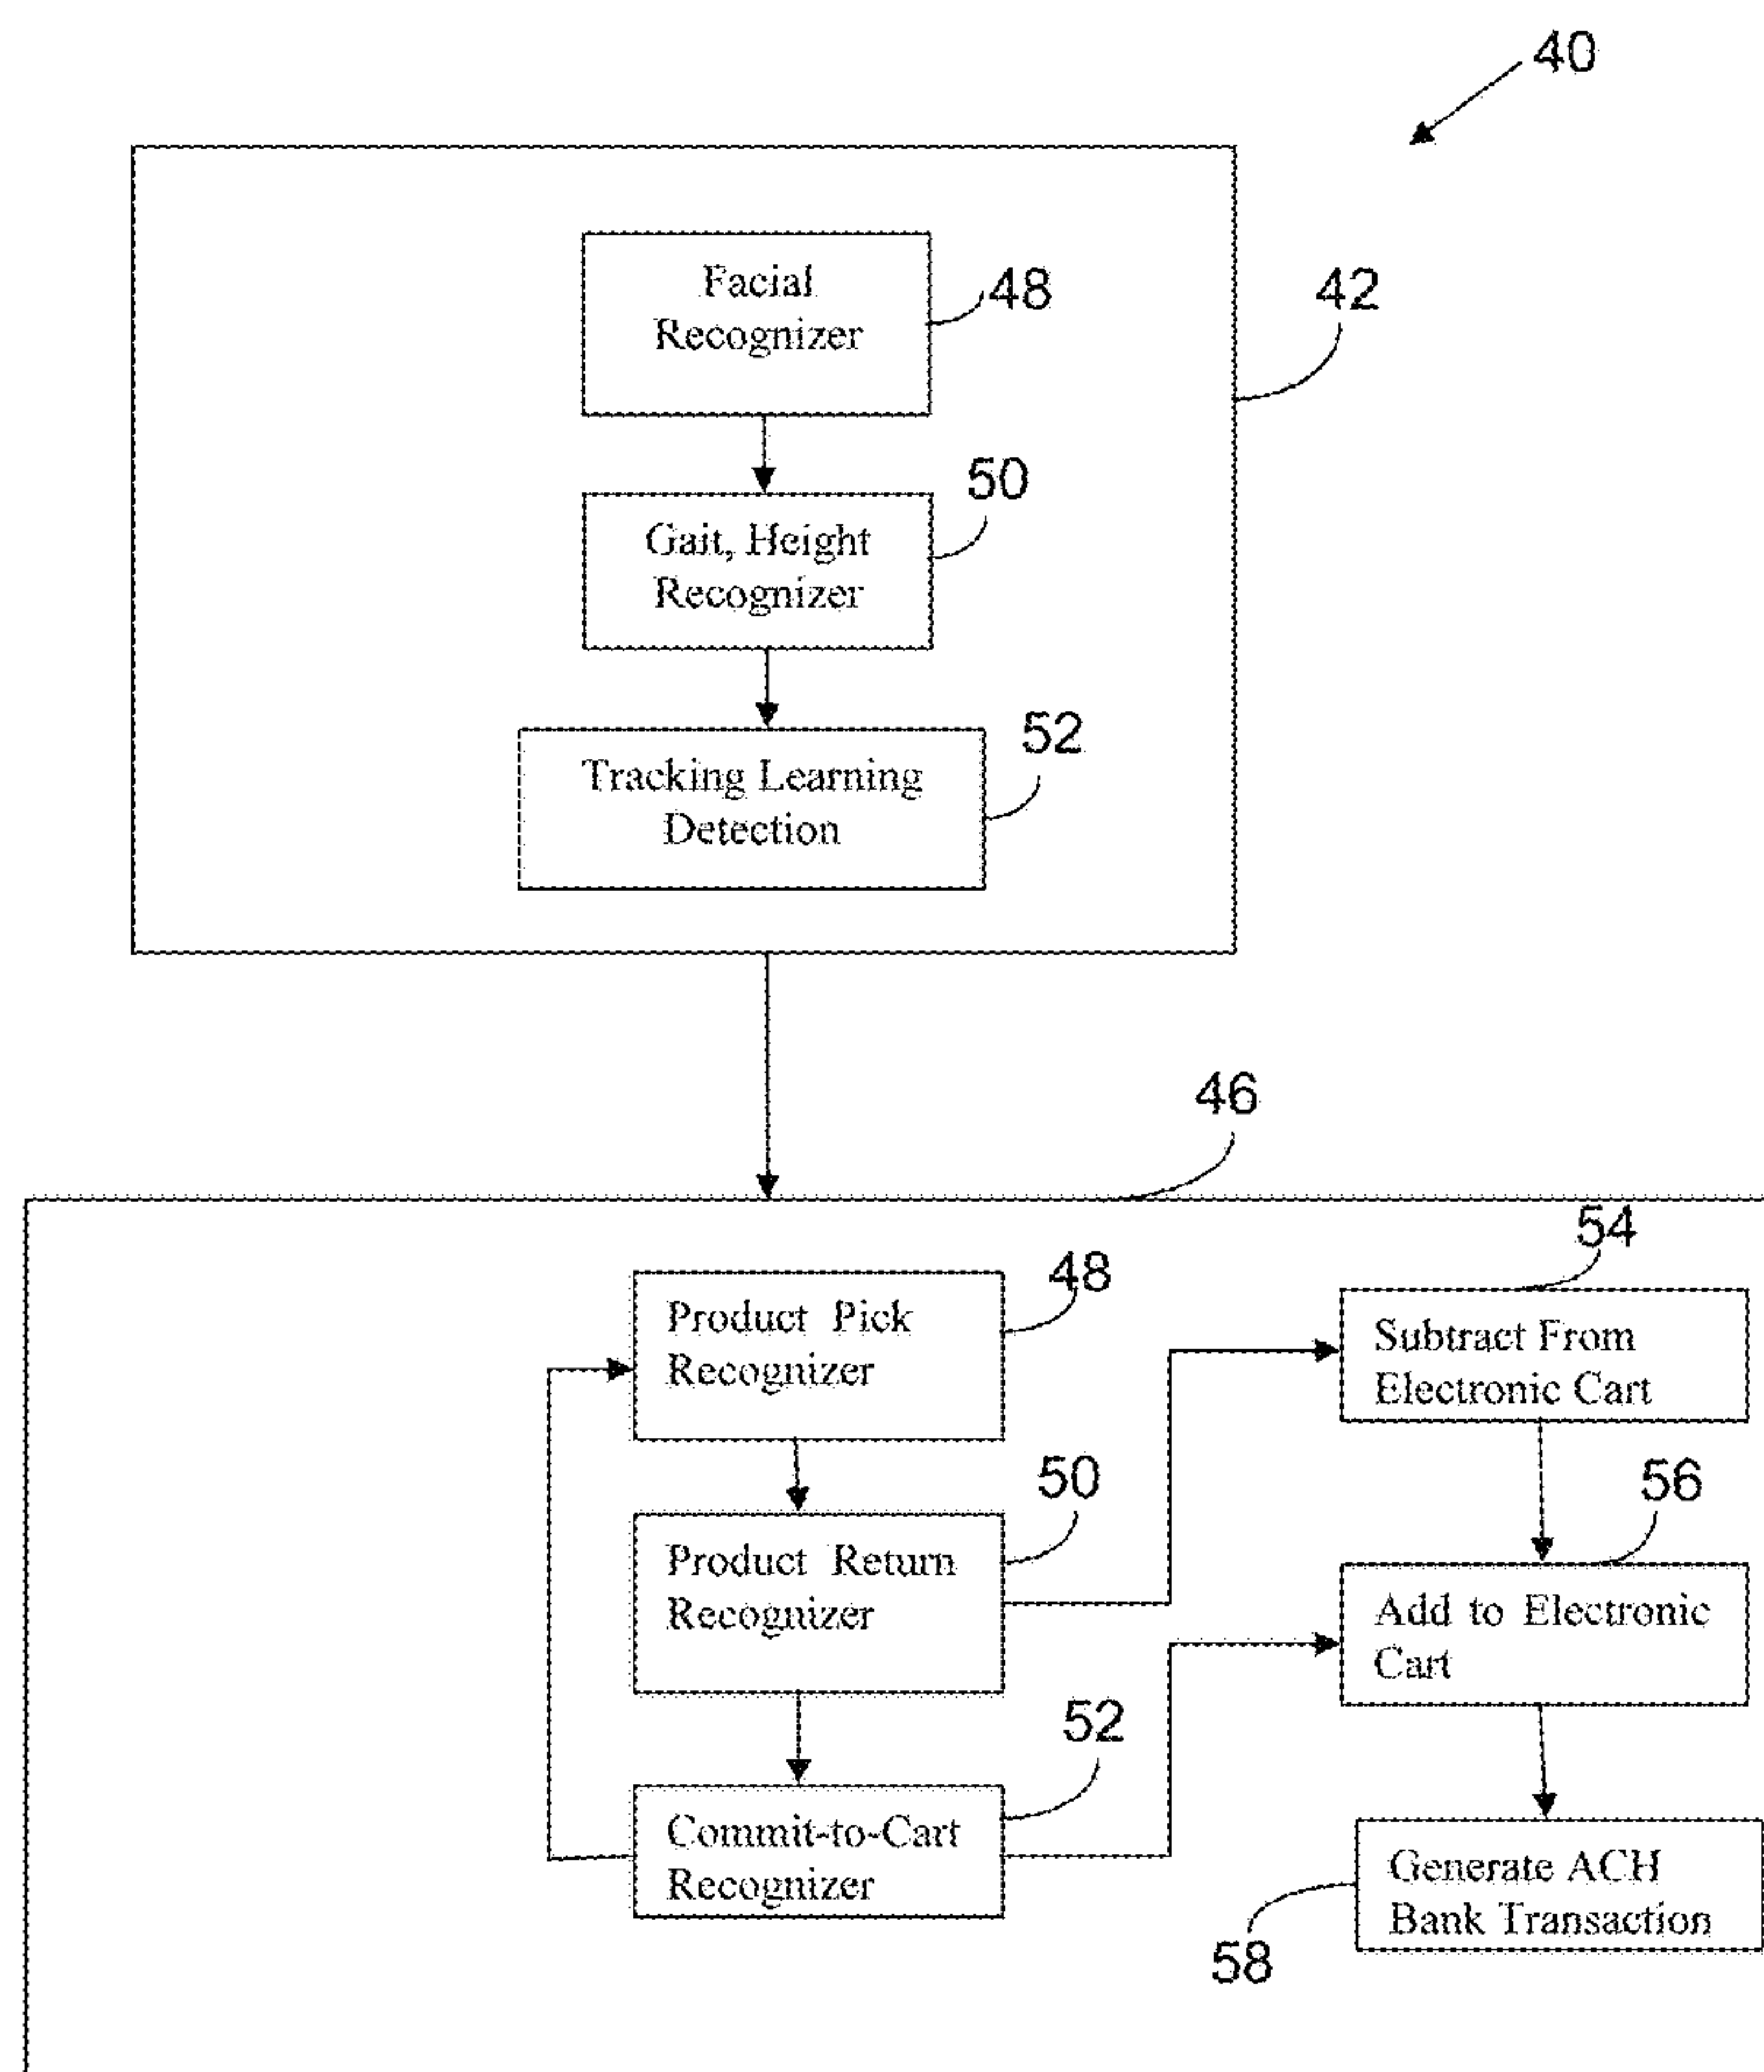 40
Facial
Recognizer
48
42
Gait, Height
Recognizer
50
Tracking Learning
Detection
52
46
Product Pick
Recognizer
48
54
Subtract From
Electronic Cart
Product Return
Recognizer
50
56
Add to Electronic
Cart
Commit-to-Cart
Recognizer
52
Generate ACH
Bank Transaction
58